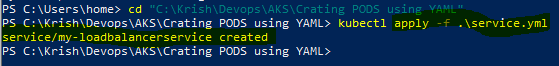 PS C:\Users\home> cd "C:\Krish\Devops\AKS\Crating PODS using YAML"
PS C:\Krish\Devops\AKS\Crating PODS using YAML> kubectl apply -f .\service.yml
service/my-loadbalancerservice created
PS C:\Krish\Devops\AKS\Crating PODS using YAML>